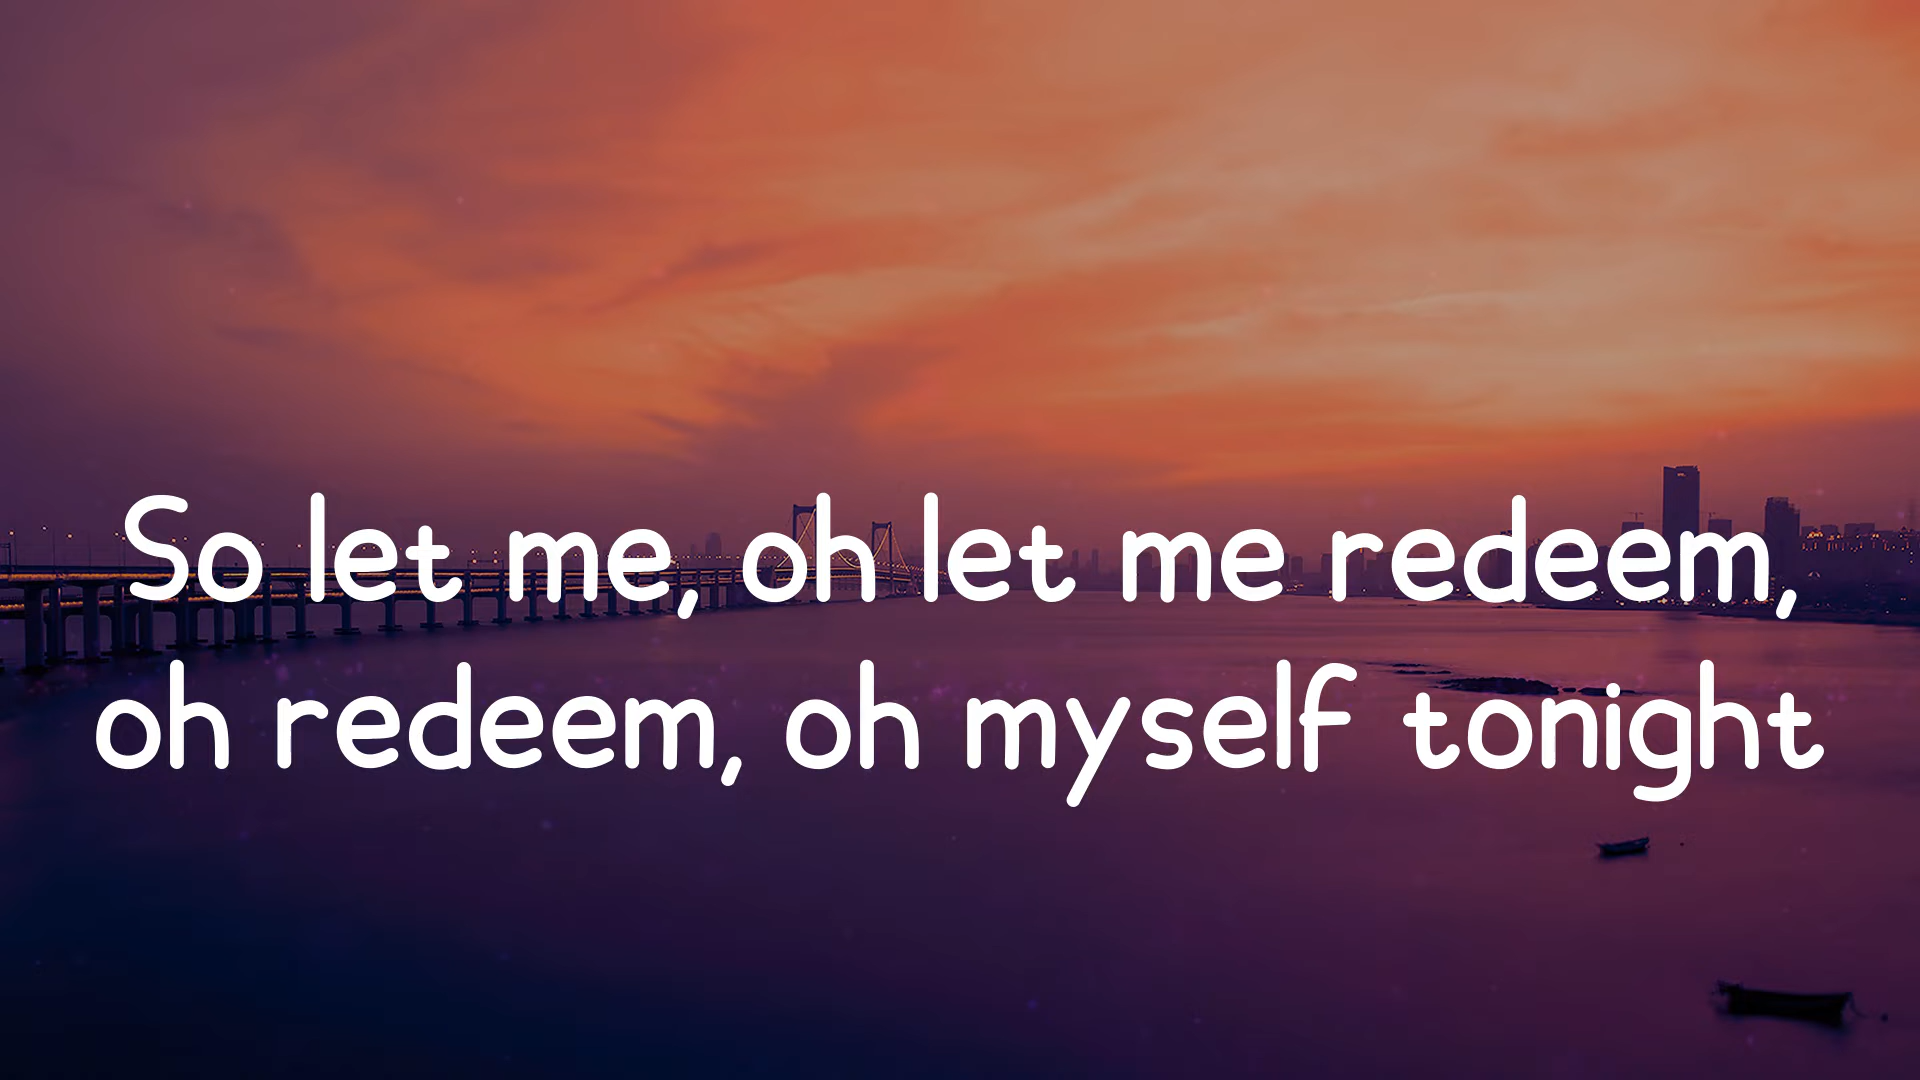 So let me, oh let me redeem,
oh redeem, oh myself tonight